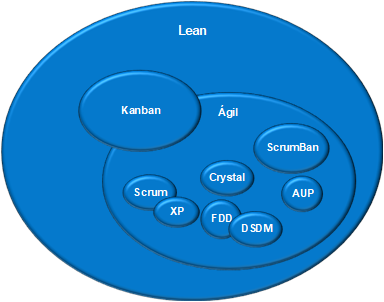 Lean
Kanban
Ágil
ScrumBan
Crystal
Scrum
AUP
XP
FDD
DSDM